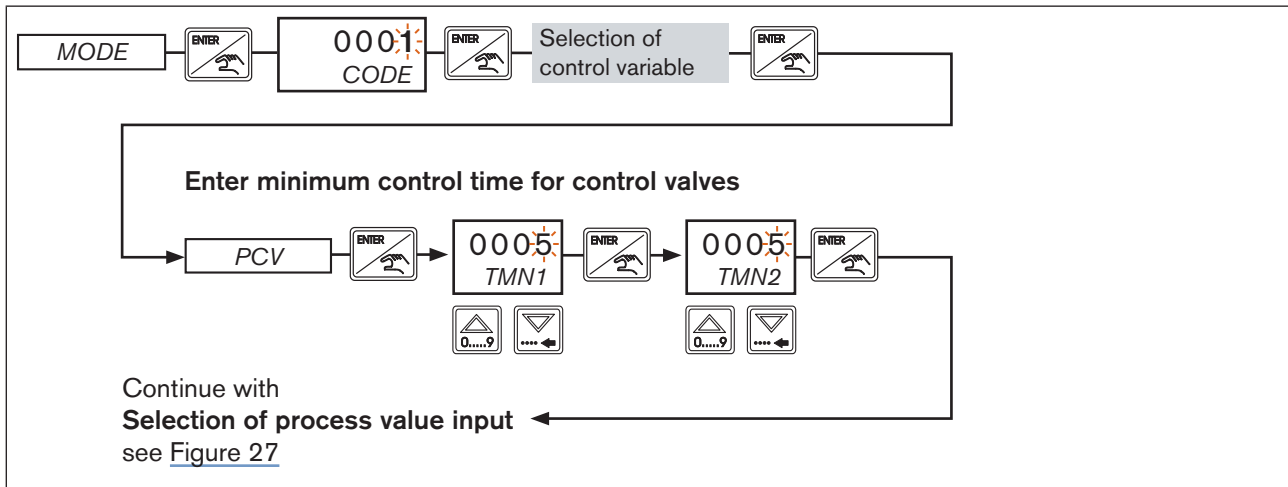 MODE
ENTER
0001
CODE
ENTER
Selection of
control variable
ENTER
Enter minimum control time for control valves
PCV
ENTER
0005
TMN1
ENTER
0005
TMN2
ENTER
0.....9
.... 
0.....9
.... 
Continue with
Selection of process value input
see Figure 27